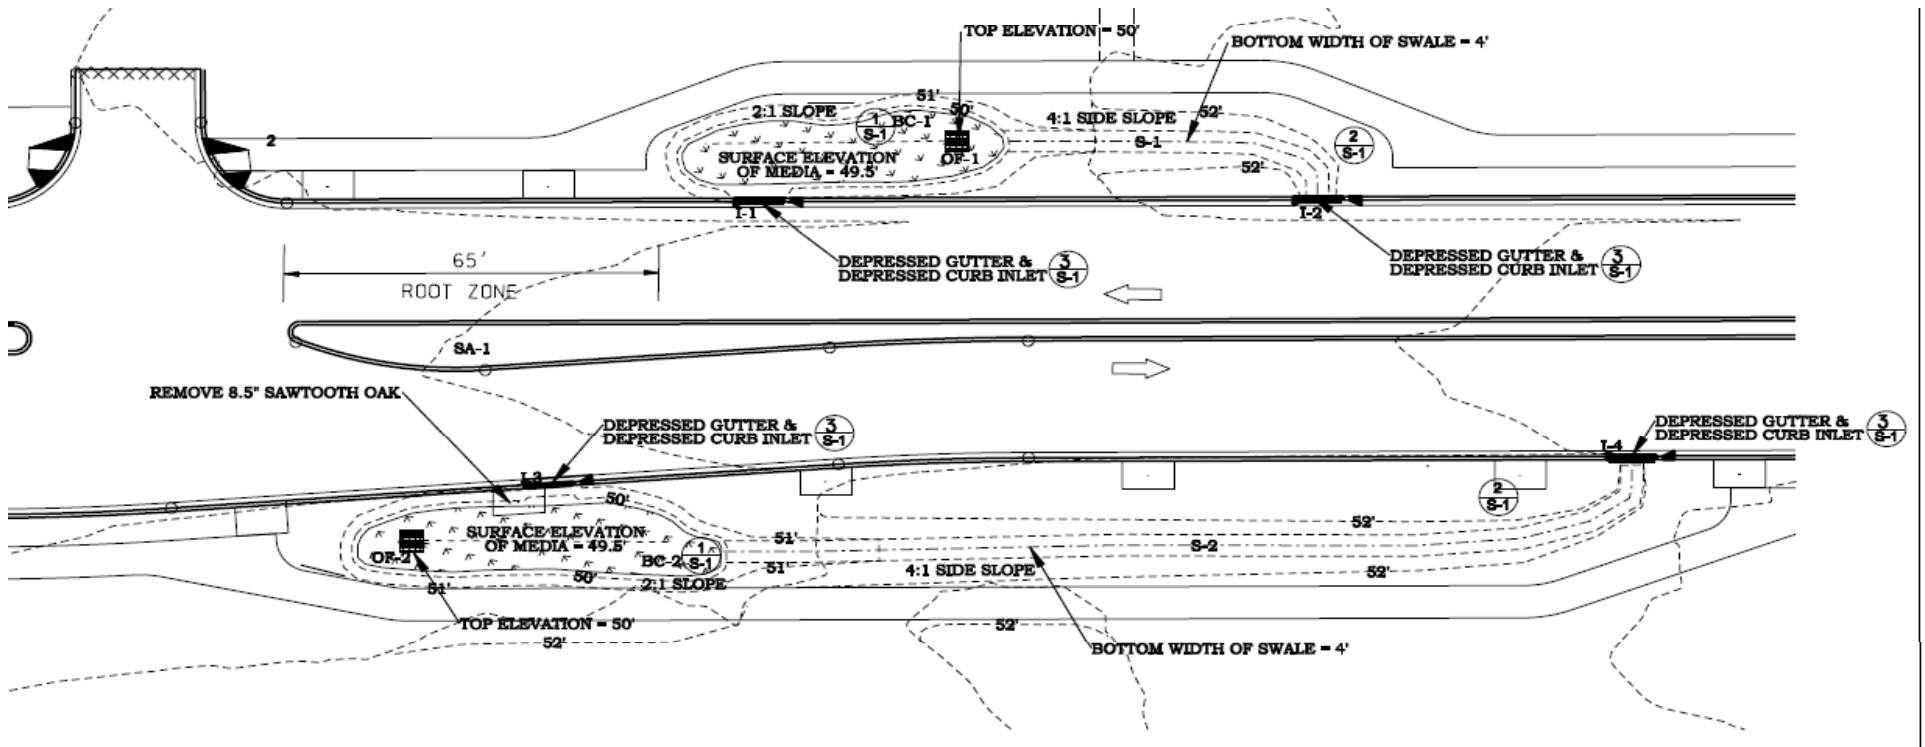 TOP ELEVATION = 50'
BOTTOM WIDTH OF SWALE = 4'
51'
2:1 SLOPE
50'
52'
1
S-1
BC-1
4:1 SIDE SLOPE
2
S-1
2
S-1
SURFACE ELEVATION
OF MEDIA = 49.5'
OF-1
52'
I-1
I-2
65'
ROOT ZONE
DEPRESSED GUTTER &
DEPRESSED CURB INLET
3
S-1
DEPRESSED GUTTER &
DEPRESSED CURB INLET
3
S-1
SA-1
REMOVE 8.5" SAWTOOTH OAK
DEPRESSED GUTTER &
DEPRESSED CURB INLET
3
S-1
DEPRESSED GUTTER &
DEPRESSED CURB INLET
3
S-1
I-3
I-4
50'
2
S-1
SURFACE ELEVATION
OF MEDIA = 49.5'
52'
51'
S-2
OF-2
BC-2
1
S-1
51'
4:1 SIDE SLOPE
52'
50'
2:1 SLOPE
51'
TOP ELEVATION = 50'
52'
52'
BOTTOM WIDTH OF SWALE = 4'